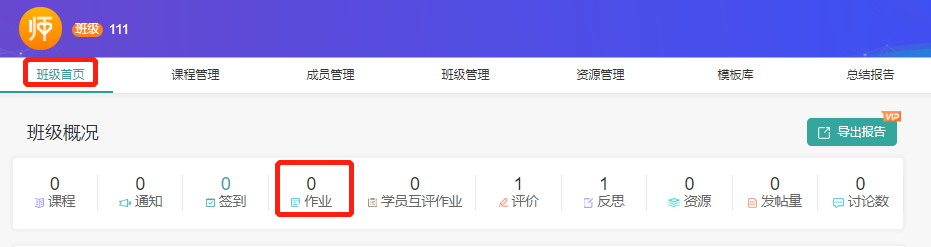 师 班级 111
班级首页 课程管理 成员管理 班级管理 资源管理 模板库 总结报告
班级概况 导出报告 VIP
0 0 0 0 0 1 1 0 0 0
课程 通知 签到 作业 学员互评作业 评价 反思 资源 发帖量 讨论数